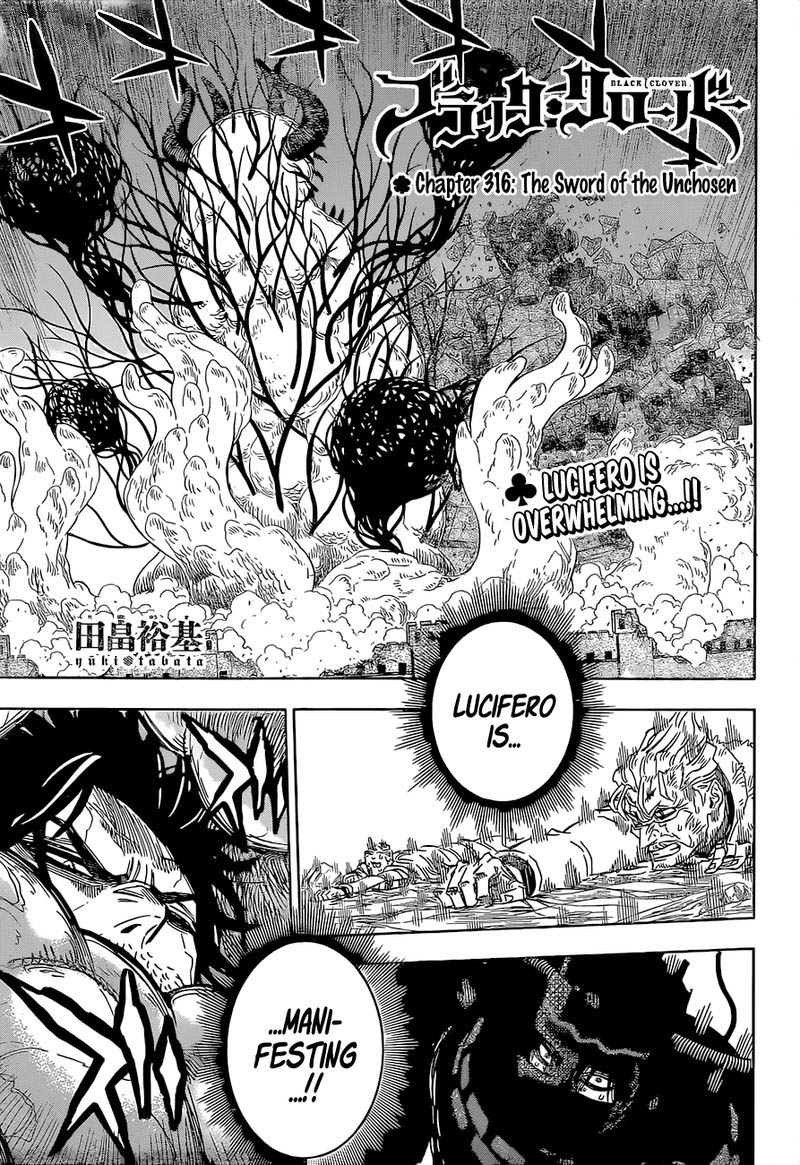 BLACK CLOVER
ブラッククローバー
Chapter 316: The Sword of the Unchosen
LUCIFERO IS
OVERWHELMING...!!
田畠裕基
yūki tabata
LUCIFERO
IS...
...MANI-
FESTING
....!!